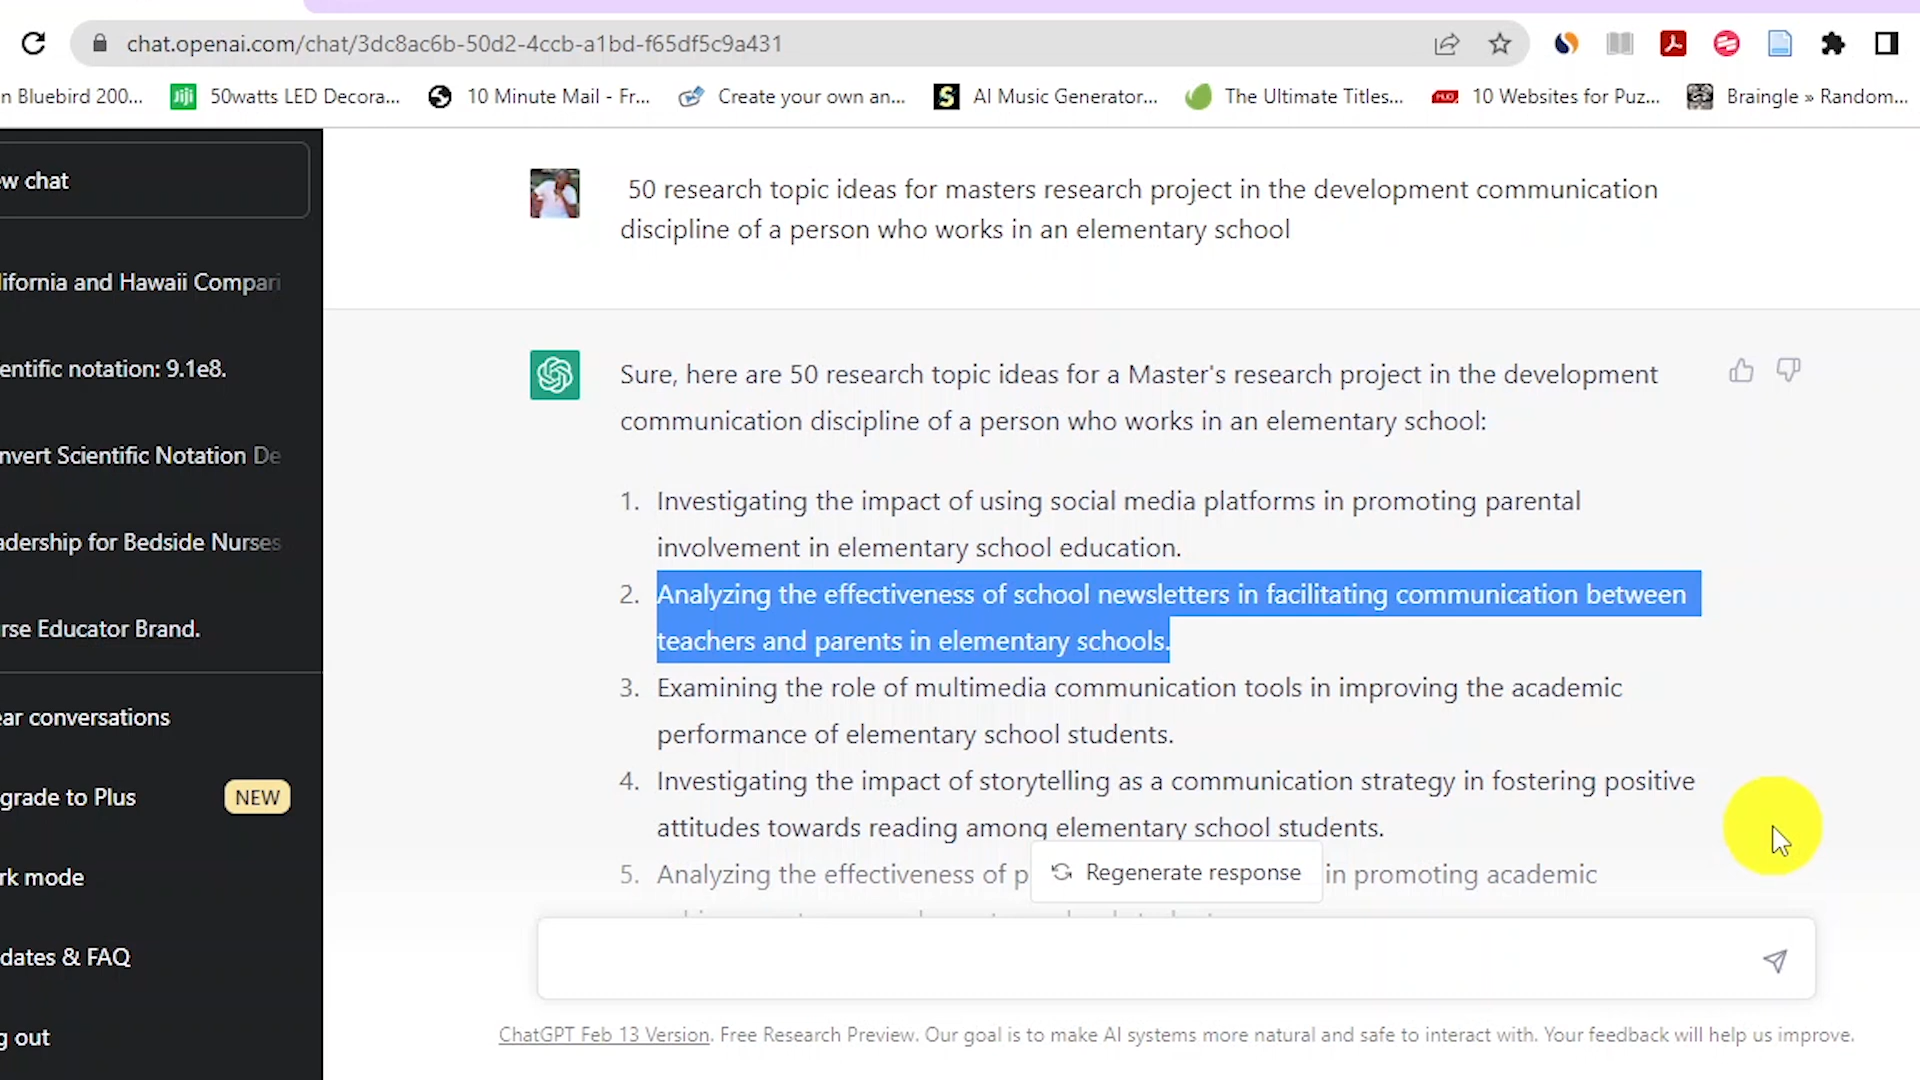 chat.openai.com/chat/3dc8ac6b-50d2-4ccb-a1bd-f65df5c9a431
n Bluebird 200... 50watts LED Decora... 10 Minute Mail - Fr... Create your own an... AI Music Generator... The Ultimate Titles... 10 Websites for Puz... Braingle » Random...
ew chat
lifornia and Hawaii Compari
entific notation: 9.1e8.
nvert Scientific Notation De
adership for Bedside Nurses
rse Educator Brand.
ear conversations
grade to Plus NEW
rk mode
dates & FAQ
g out
50 research topic ideas for masters research project in the development communication
discipline of a person who works in an elementary school
Sure, here are 50 research topic ideas for a Master's research project in the development
communication discipline of a person who works in an elementary school:
1. Investigating the impact of using social media platforms in promoting parental
involvement in elementary school education.
2. Analyzing the effectiveness of school newsletters in facilitating communication between
teachers and parents in elementary schools.
3. Examining the role of multimedia communication tools in improving the academic
performance of elementary school students.
4. Investigating the impact of storytelling as a communication strategy in fostering positive
attitudes towards reading among elementary school students.
5. Analyzing the effectiveness of p in promoting academic
Regenerate response
ChatGPT Feb 13 Version. Free Research Preview. Our goal is to make AI systems more natural and safe to interact with. Your feedback will help us improve.